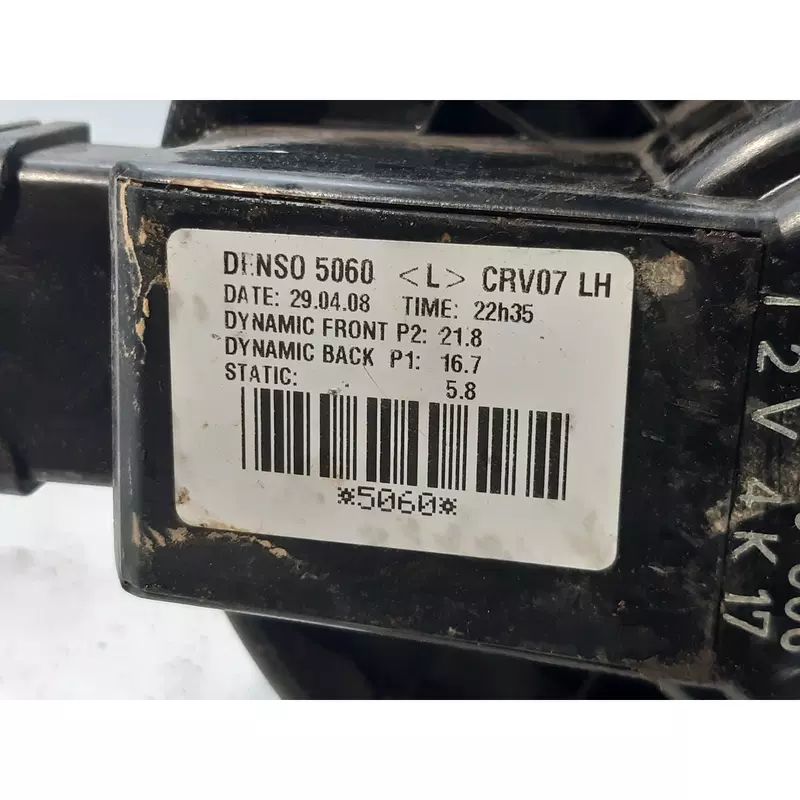 DENSO 5060 <L> CRV07 LH
DATE: 29.04.08 TIME: 22h35
DYNAMIC FRONT P2: 21.8
DYNAMIC BACK P1: 16.7
STATIC: 5.8
*5060*
12V 4K17